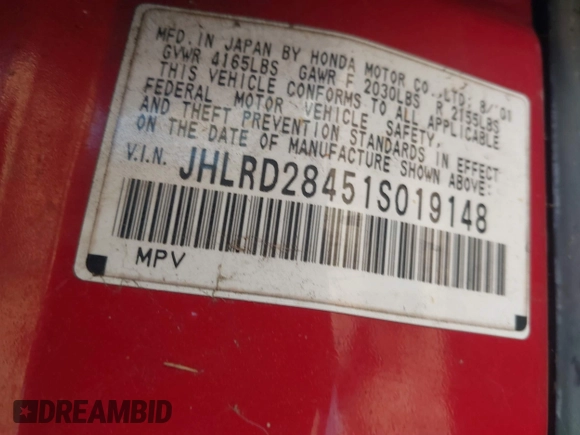 MFD. IN JAPAN BY HONDA MOTOR CO., LTD. 8/'01
GVWR 4165LBS GAWR F 2030LBS R 2155LBS
THIS VEHICLE CONFORMS TO ALL APPLICABLE
FEDERAL MOTOR VEHICLE SAFETY,
AND THEFT PREVENTION STANDARDS IN EFFECT
ON THE DATE OF MANUFACTURE SHOWN ABOVE:
V.I.N. JHLRD28451S019148
MPV
DREAMBID